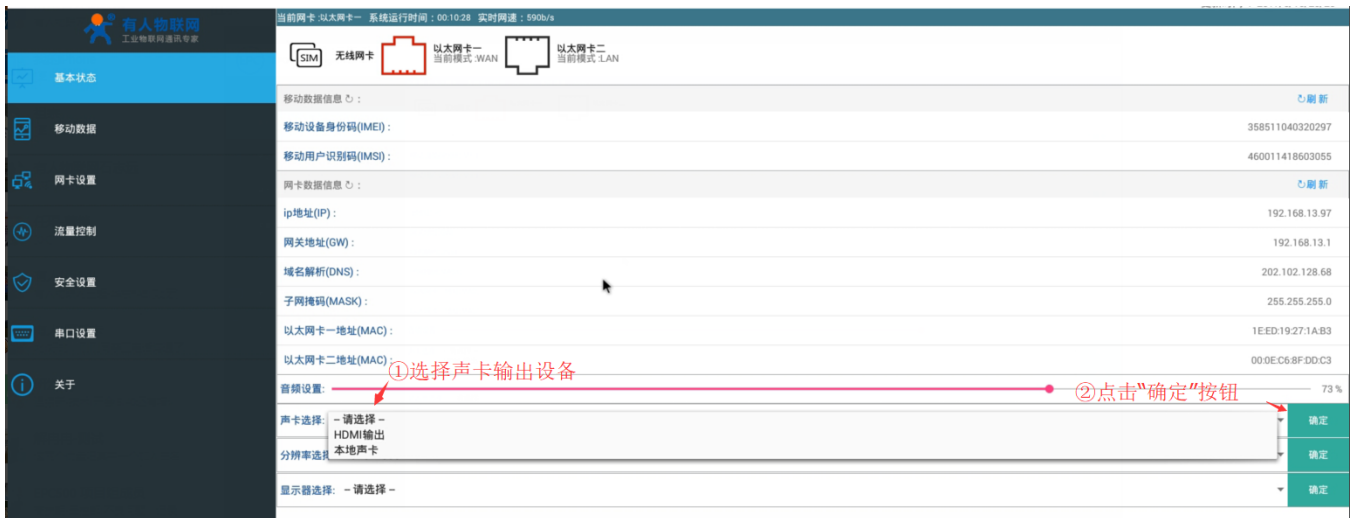 有人物联网
工业物联网通讯专家
基本状态
移动数据
网卡设置
流量控制
安全设置
串口设置
关于
当前网卡:以太网卡一 系统运行时间:00:10:28 实时网速:590b/s
SIM 无线网卡
以太网卡一
当前模式:WAN
以太网卡二
当前模式:LAN
移动数据信息 : 刷 新
移动设备身份码(IMEI) : 358511040320297
移动用户识别码(IMSI) : 460011418603055
网卡数据信息 : 刷 新
ip地址(IP) : 192.168.13.97
网关地址(GW) : 192.168.13.1
域名解析(DNS) : 202.102.128.68
子网掩码(MASK) : 255.255.255.0
以太网卡一地址(MAC) : 1E:ED:19:27:1A:B3
以太网卡二地址(MAC) : 00:0E:C6:8F:DD:C3
①选择声卡输出设备
音频设置: 73 %
②点击“确定”按钮
声卡选择: – 请选择 – 确定
HDMI输出
本地声卡
分辨率选择 确定
显示器选择: – 请选择 – 确定